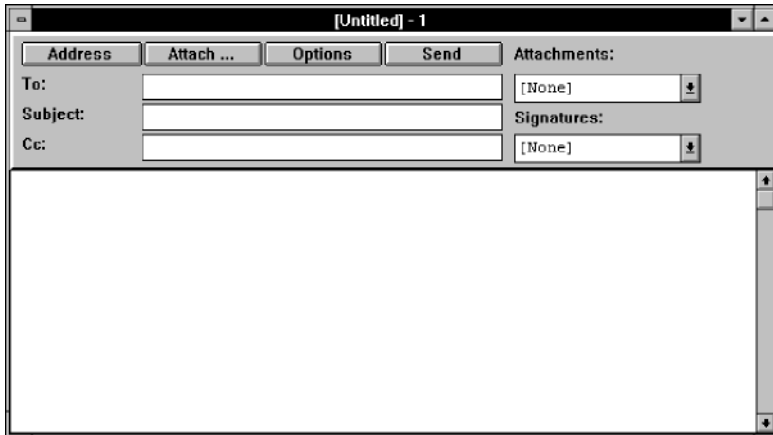 [Untitled] - 1
Address Attach ... Options Send Attachments:
To: [None]
Subject: Signatures:
Cc: [None]